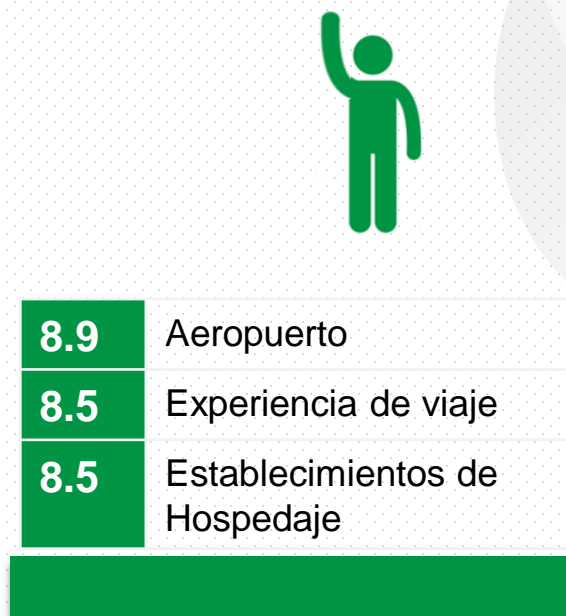 8.9 Aeropuerto
8.5 Experiencia de viaje
8.5 Establecimientos de
Hospedaje